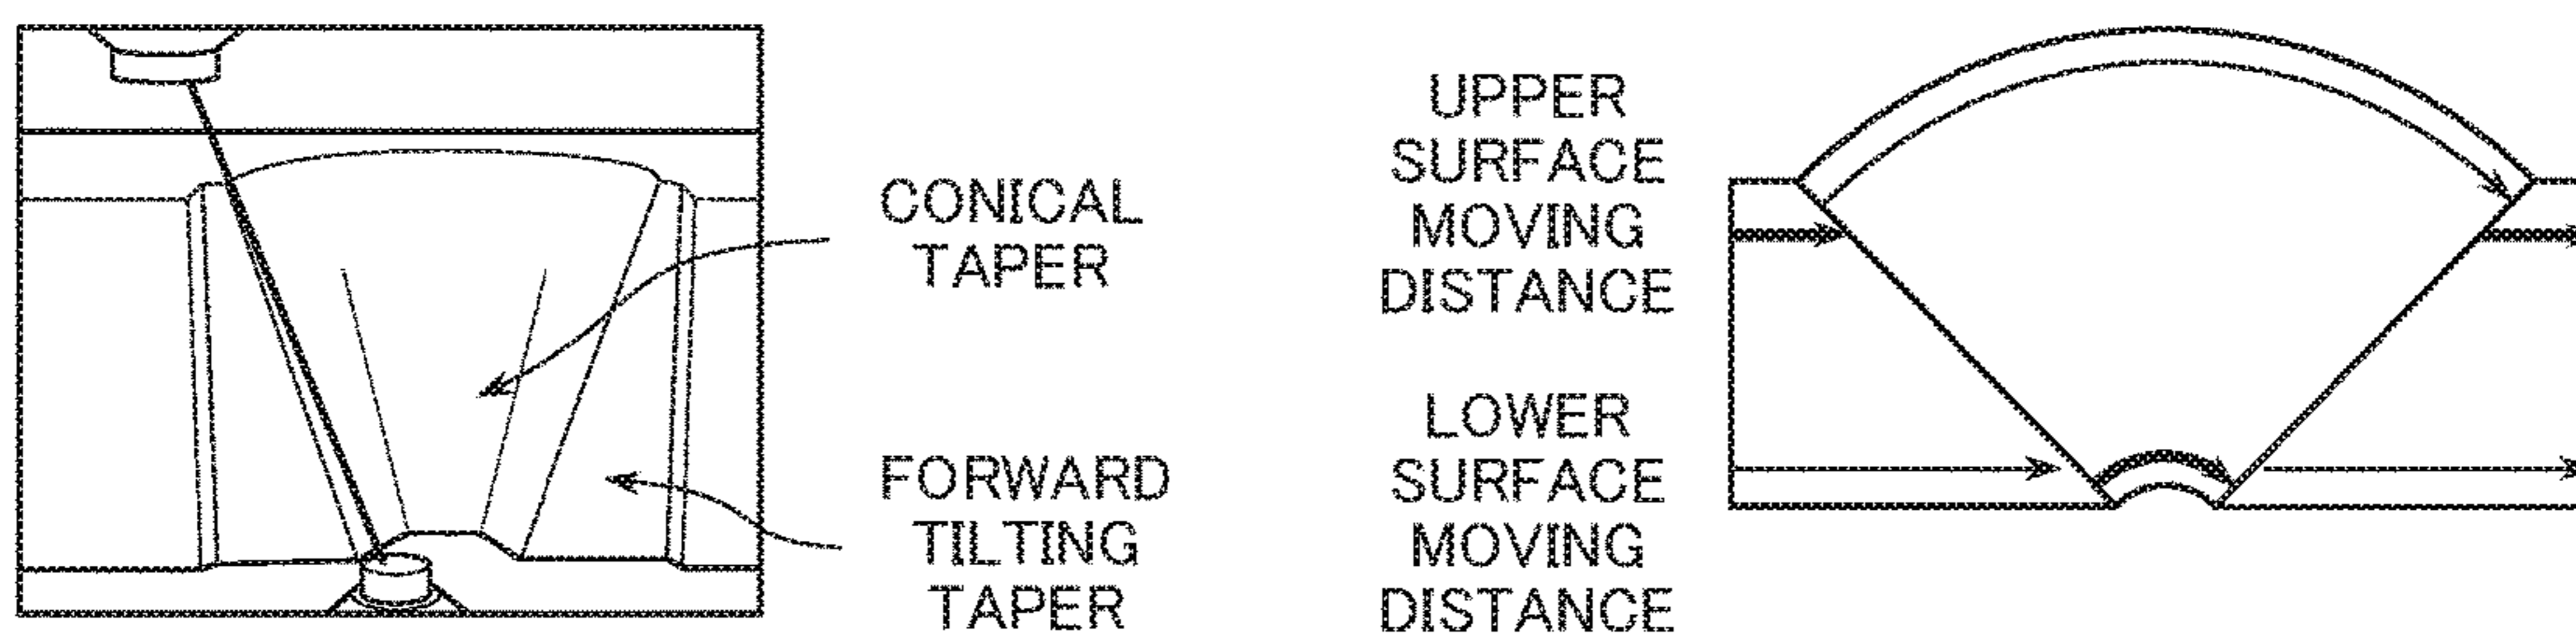 CONICAL
TAPER
FORWARD
TILTING
TAPER
UPPER
SURFACE
MOVING
DISTANCE
LOWER
SURFACE
MOVING
DISTANCE